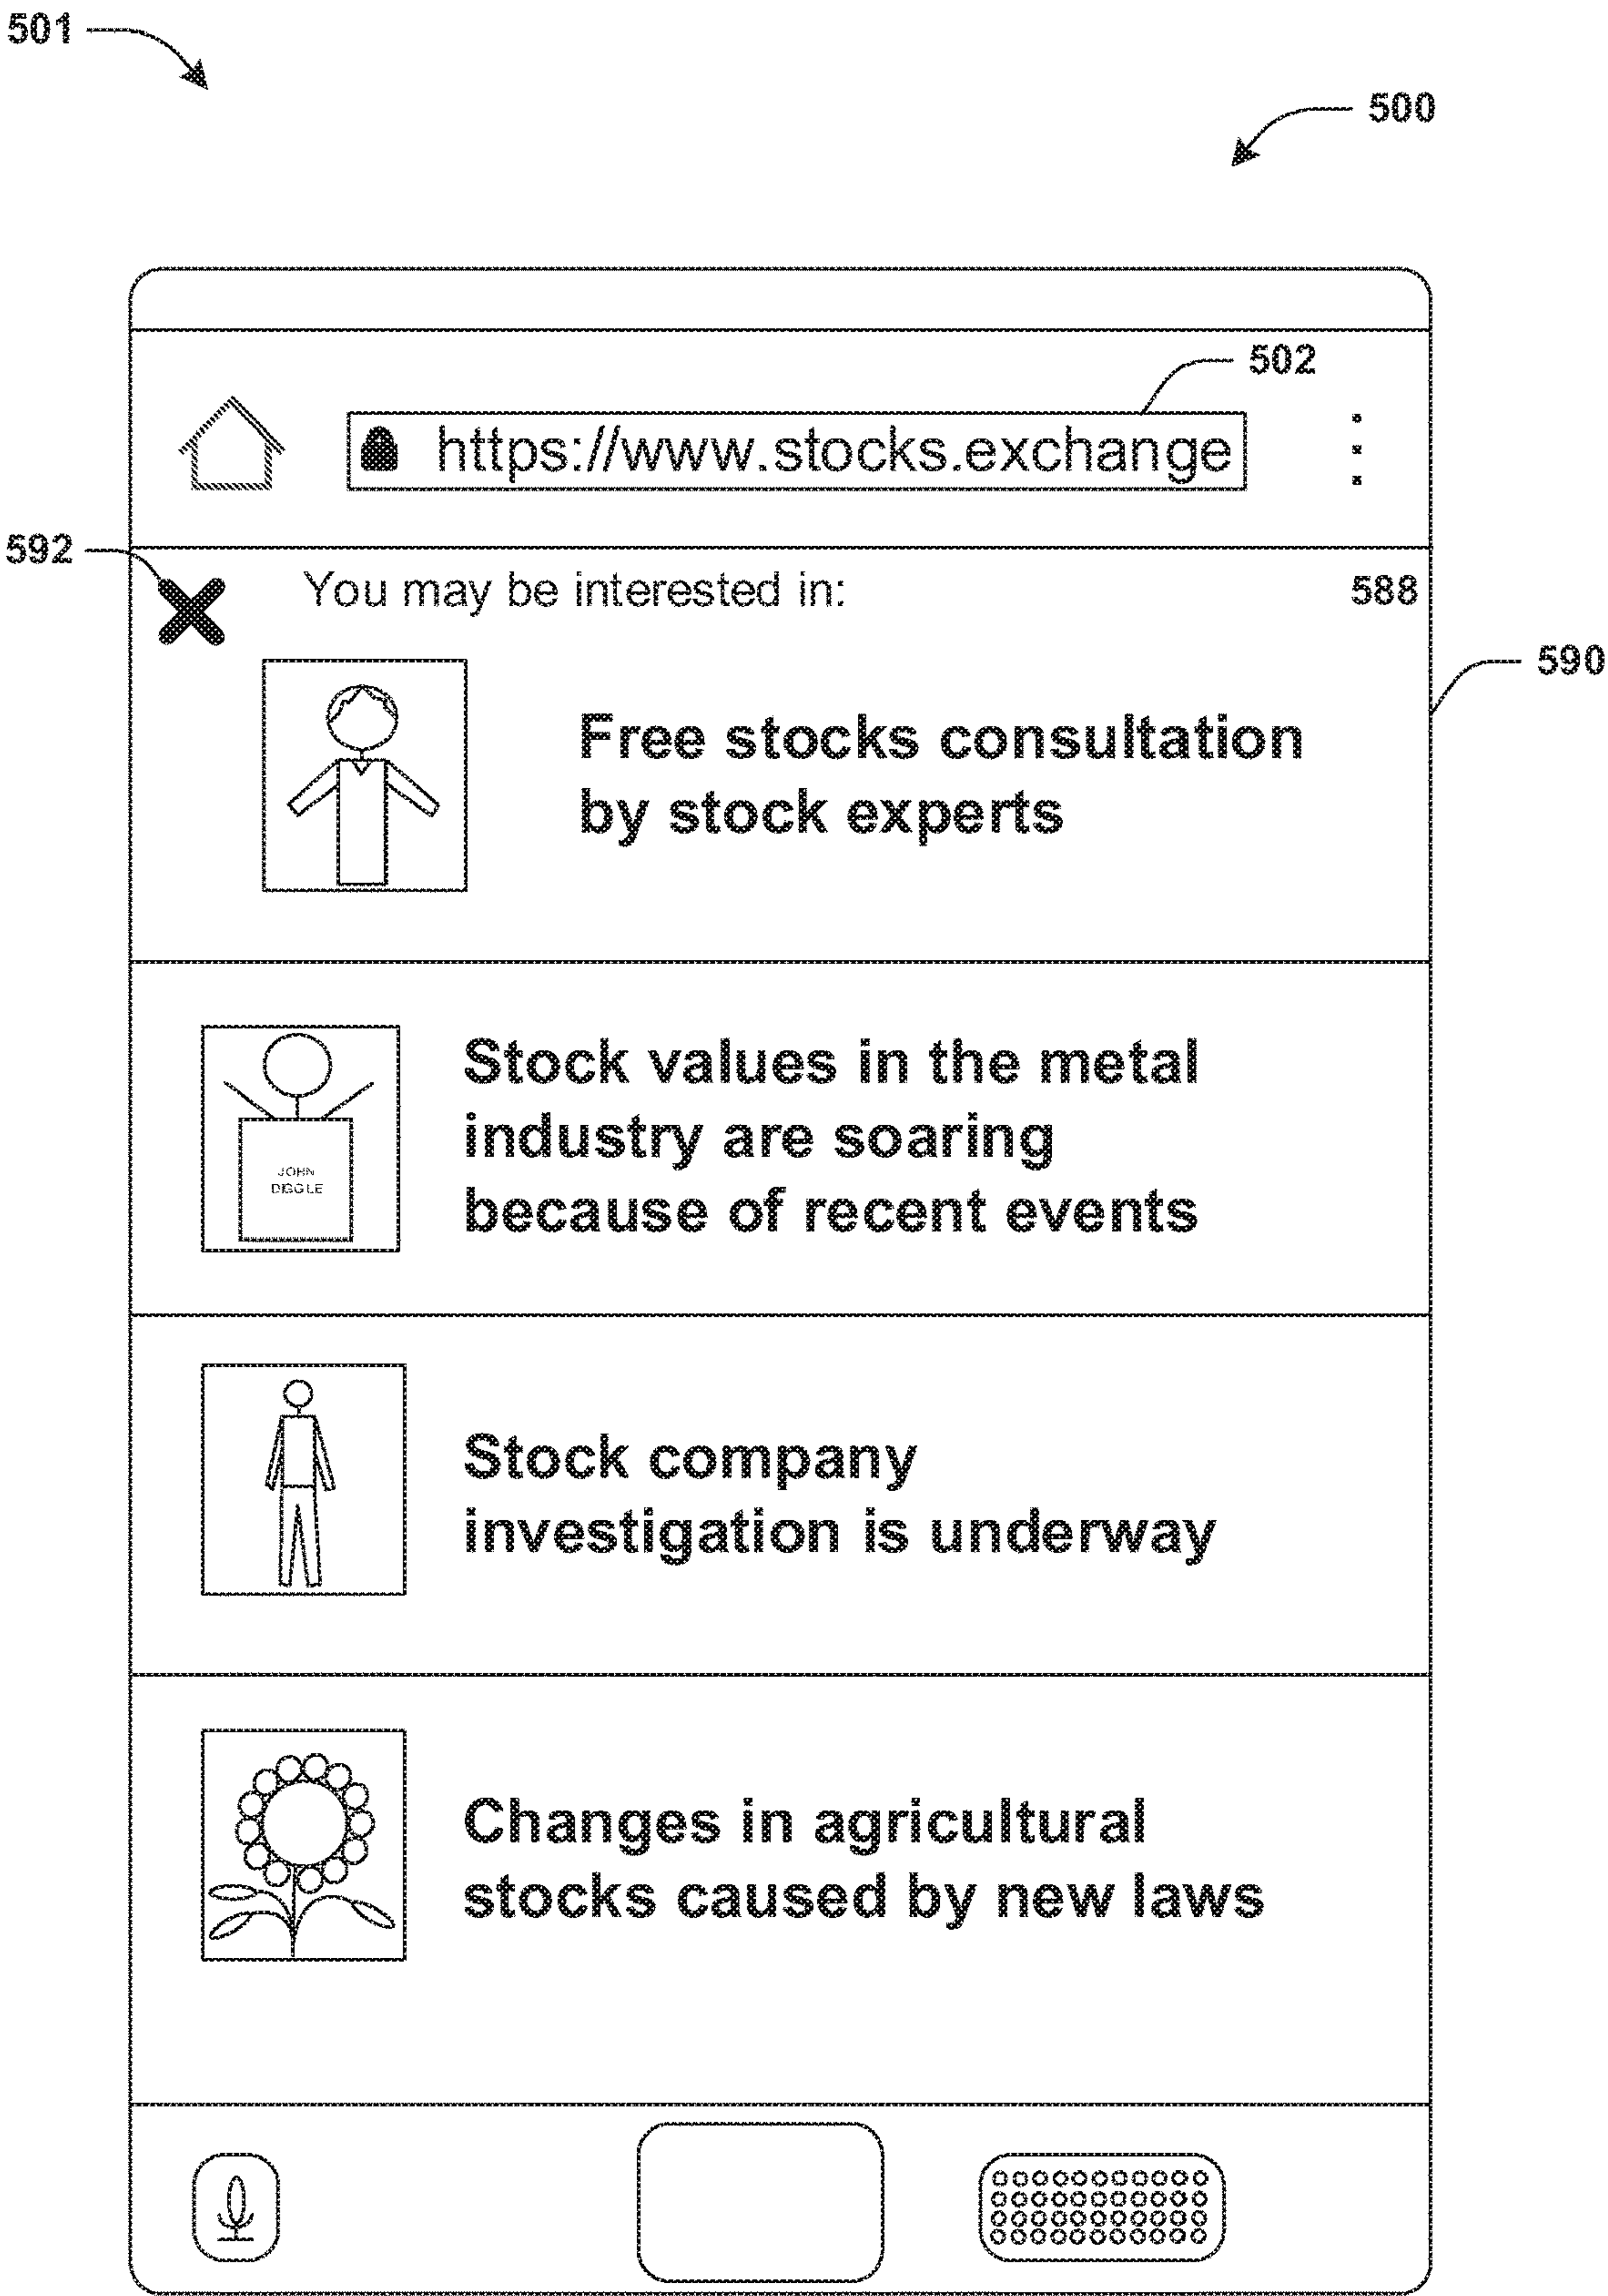 501
500
502
https://www.stocks.exchange
592
You may be interested in:
588
590
Free stocks consultation
by stock experts
Stock values in the metal
industry are soaring
because of recent events
JOHN
DIGGLE
Stock company
investigation is underway
Changes in agricultural
stocks caused by new laws